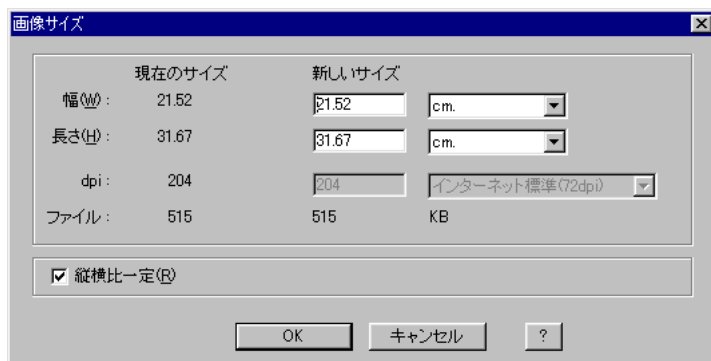 画像サイズ
現在のサイズ 新しいサイズ
幅(W): 21.52 21.52 cm.
長さ(H): 31.67 31.67 cm.
dpi: 204 204 インターネット標準(72dpi)
ファイル: 515 515 KB
縦横比一定(R)
OK キャンセル ?